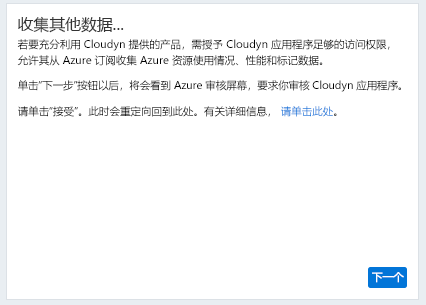 收集其他数据...
若要充分利用 Cloudyn 提供的产品，需授予 Cloudyn 应用程序足够的访问权限，
允许其从 Azure 订阅收集 Azure 资源使用情况、性能和标记数据。
单击"下一步"按钮以后，将会看到 Azure 审核屏幕，要求你审核 Cloudyn 应用程序。
请单击"接受"。此时会重定向回到此处。有关详细信息， 请单击此处。
下一个